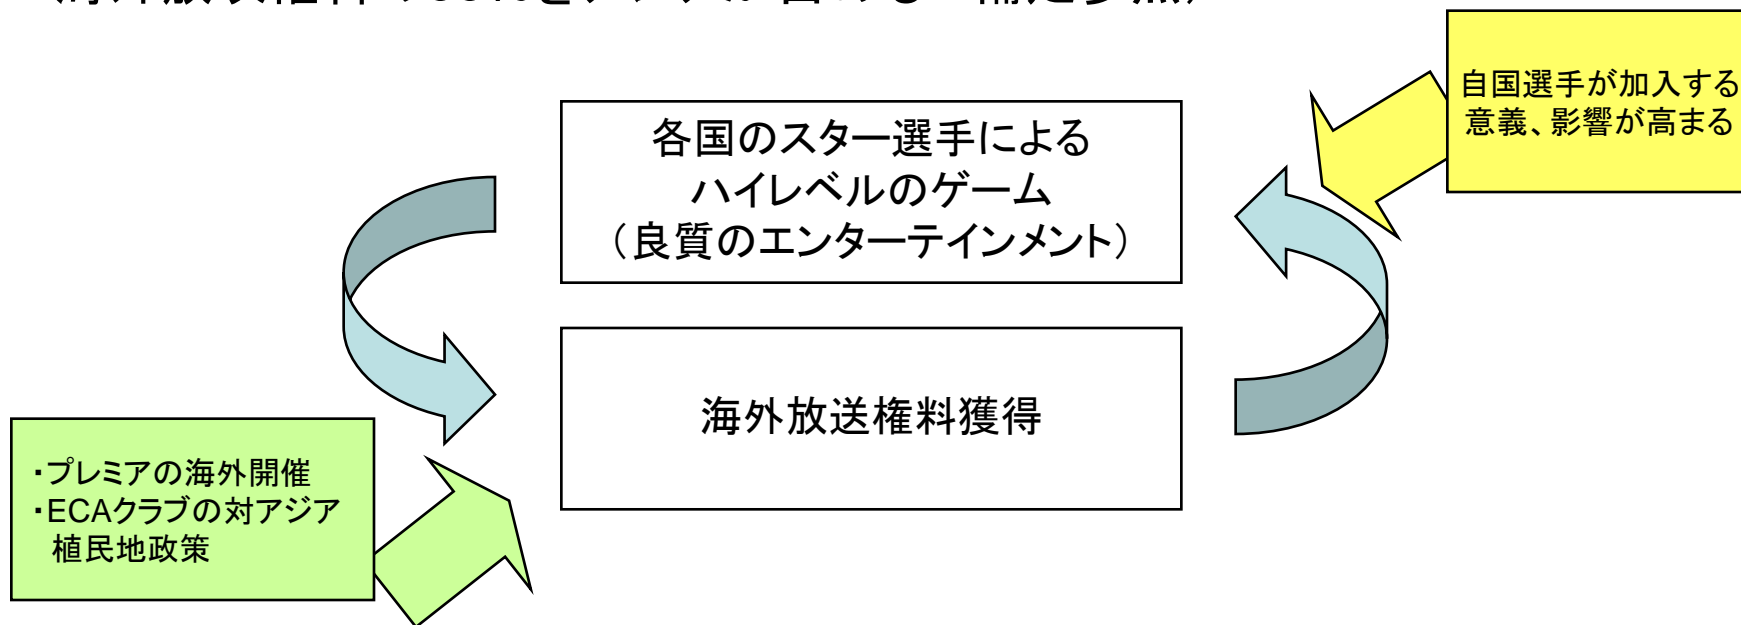 自国選手が加入する
意義、影響が高まる
各国のスター選手による
ハイレベルのゲーム
（良質のエンターテインメント）
海外放送権料獲得
・プレミアの海外開催
・ECAクラブの対アジア
植民地政策